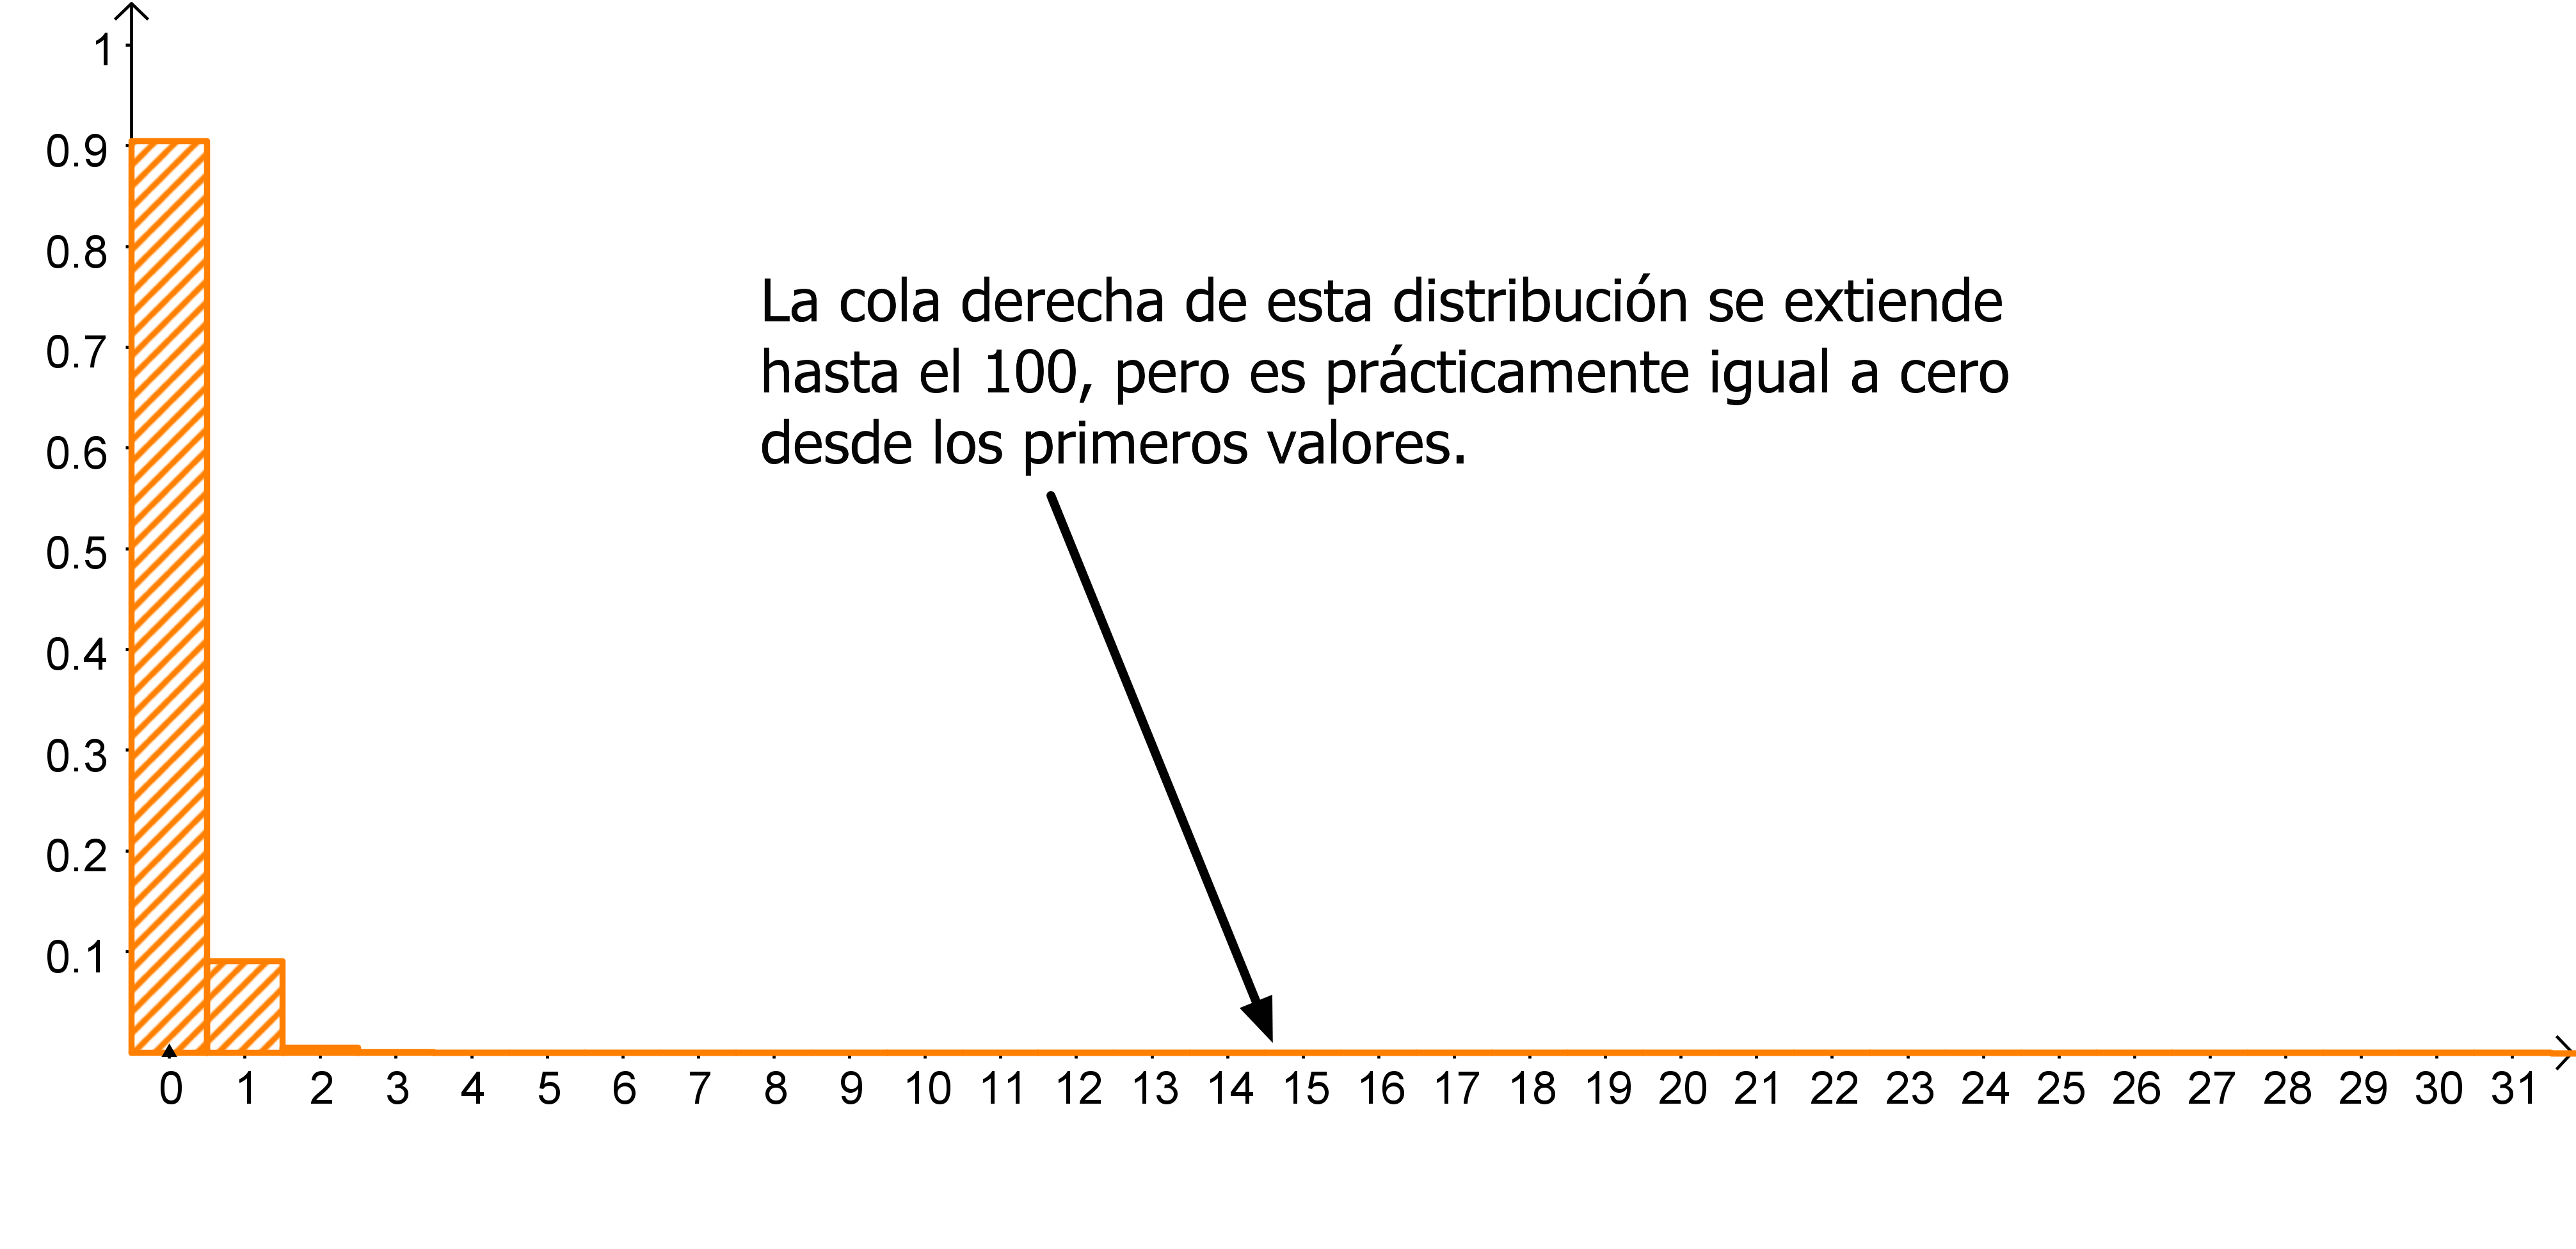 1
0.9
0.8
La cola derecha de esta distribución se extiende
0.7
hasta el 100, pero es prácticamente igual a cero
0.6
desde los primeros valores.
0.5
0.4
0.3
0.2
0.1
0 1 2 3 4 5 6 7 8 9 10 11 12 13 14 15 16 17 18 19 20 21 22 23 24 25 26 27 28 29 30 31